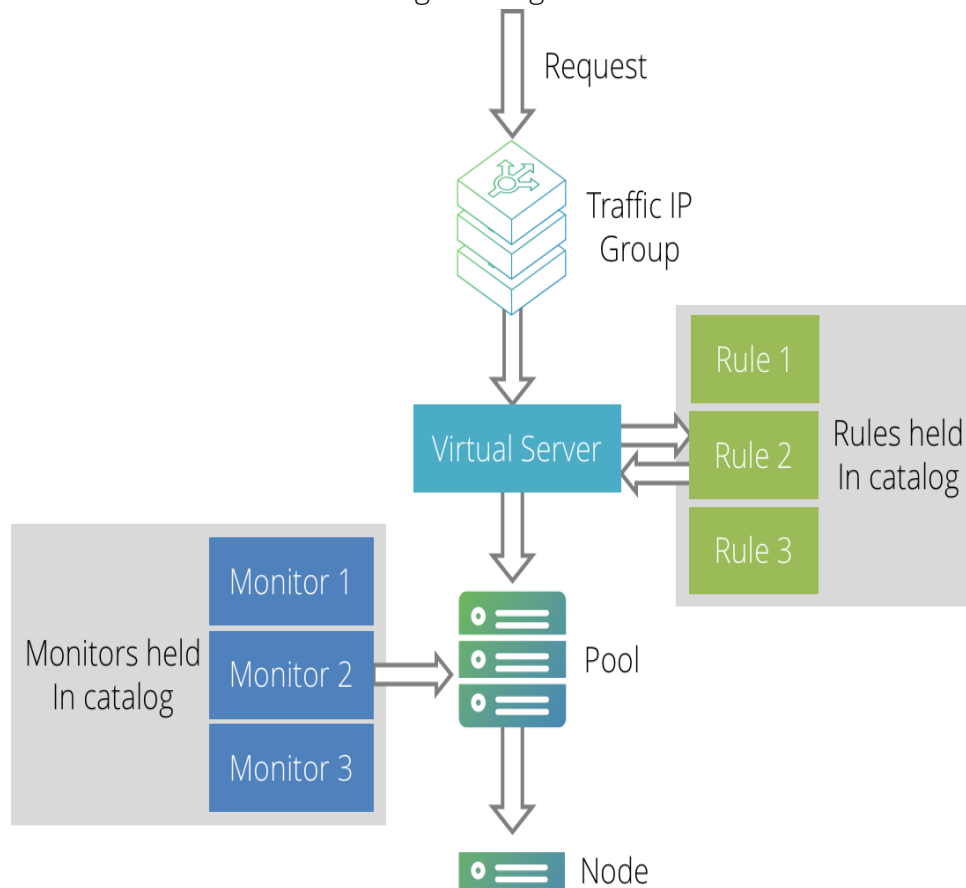 Request
Traffic IP
Group
Rule 1
Virtual Server
Rule 2
Rules held
In catalog
Rule 3
Monitor 1
Monitors held
In catalog
Monitor 2
Pool
Monitor 3
Node